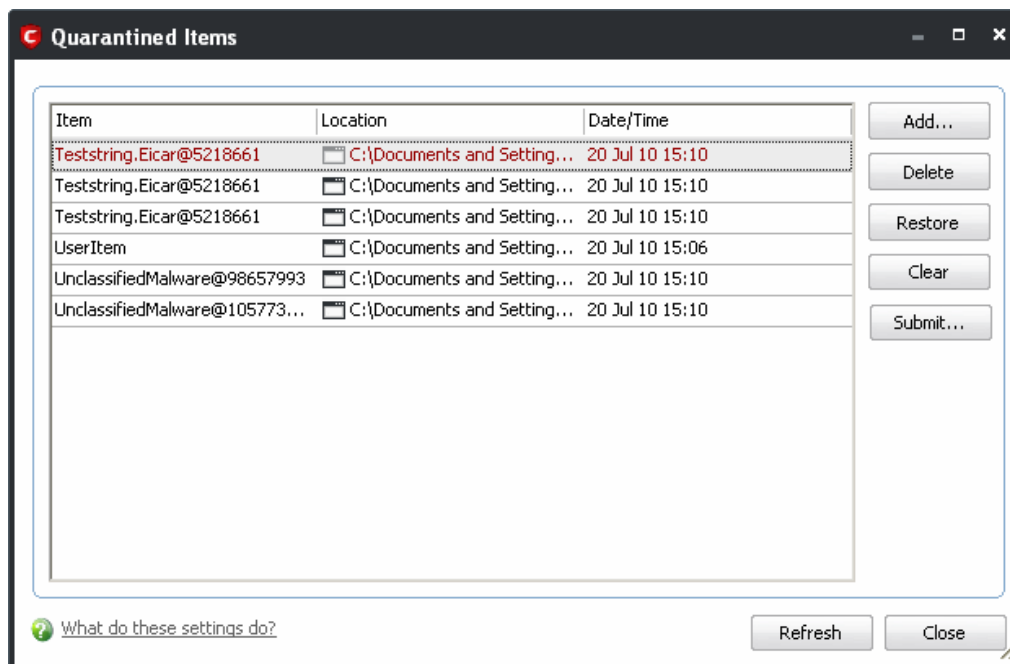 Quarantined Items
Item Location Date/Time
Teststring.Eicar@5218661 C:\Documents and Setting... 20 Jul 10 15:10
Teststring.Eicar@5218661 C:\Documents and Setting... 20 Jul 10 15:10
Teststring.Eicar@5218661 C:\Documents and Setting... 20 Jul 10 15:10
UserItem C:\Documents and Setting... 20 Jul 10 15:06
UnclassifiedMalware@98657993 C:\Documents and Setting... 20 Jul 10 15:10
UnclassifiedMalware@105773... C:\Documents and Setting... 20 Jul 10 15:10
Add...
Delete
Restore
Clear
Submit...
What do these settings do?
Refresh Close